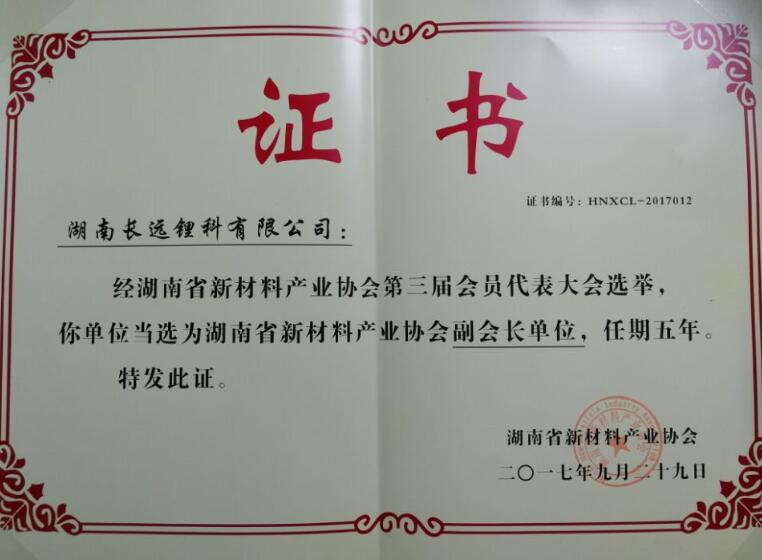 证书
证书编号：HNXCL-2017012
湖南长远锂科有限公司：
经湖南省新材料产业协会第三届会员代表大会选举，
你单位当选为湖南省新材料产业协会副会长单位，任期五年。
特发此证。
湖南省新材料产业协会
二〇一七年九月二十九日